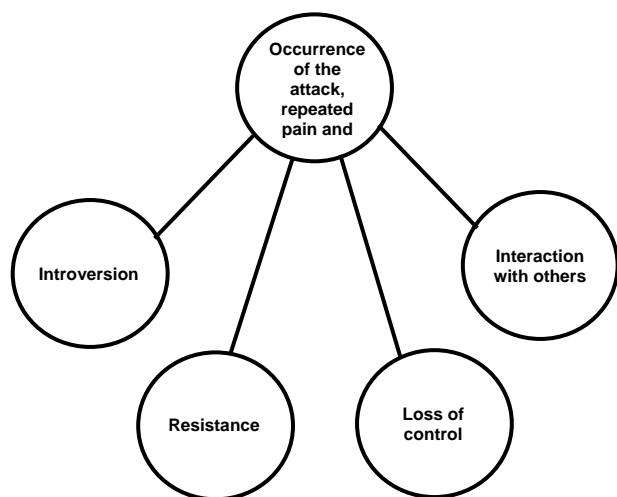 Occurrence
of the
attack,
repeated
pain and
Introversion
Interaction
with others
Resistance
Loss of
control